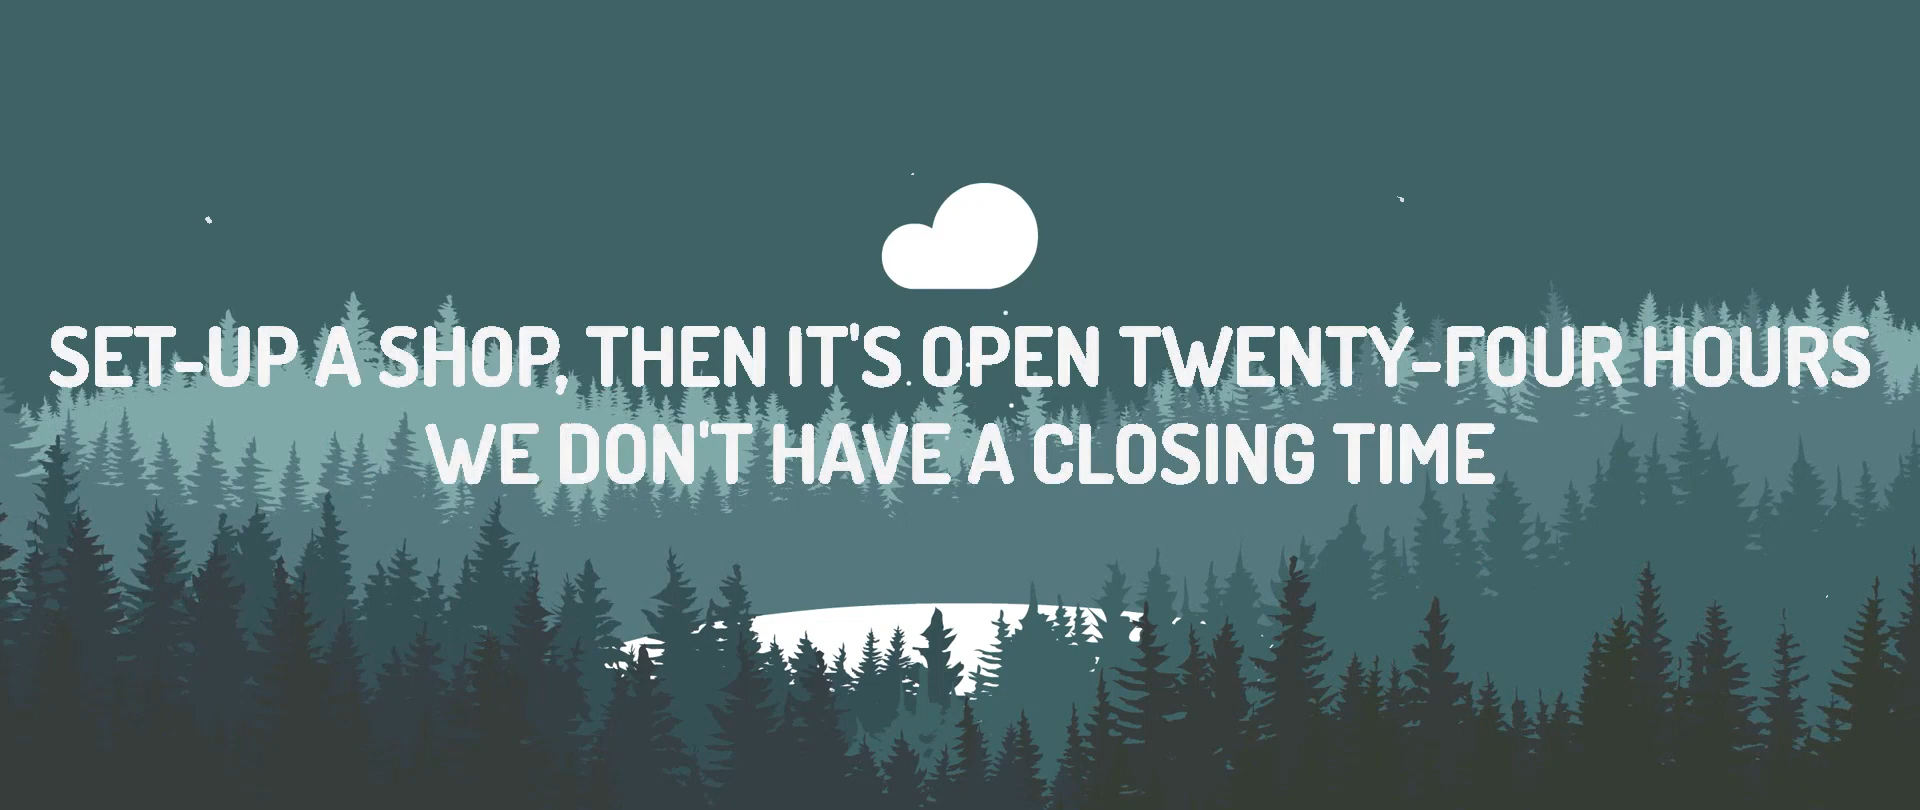 SET-UP A SHOP, THEN IT'S OPEN TWENTY-FOUR HOURS
WE DON'T HAVE A CLOSING TIME